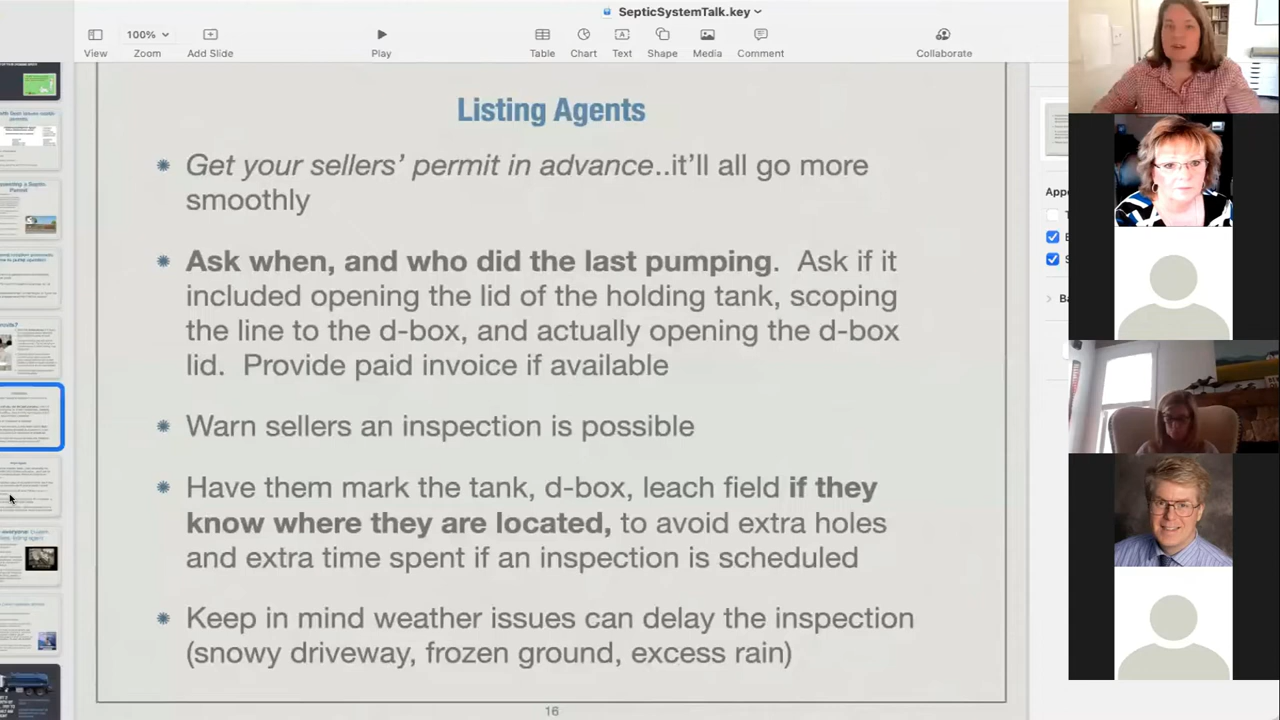 SepticSystemTalk.key
100%
View
Zoom
Add Slide
Play
Table
Chart
Text
Shape
Media
Comment
Collaborate
Listing Agents
Get your sellers’ permit in advance..it’ll all go more
smoothly
Ask when, and who did the last pumping. Ask if it
included opening the lid of the holding tank, scoping
the line to the d-box, and actually opening the d-box
lid. Provide paid invoice if available
Warn sellers an inspection is possible
Have them mark the tank, d-box, leach field if they
know where they are located, to avoid extra holes
and extra time spent if an inspection is scheduled
Keep in mind weather issues can delay the inspection
(snowy driveway, frozen ground, excess rain)
16